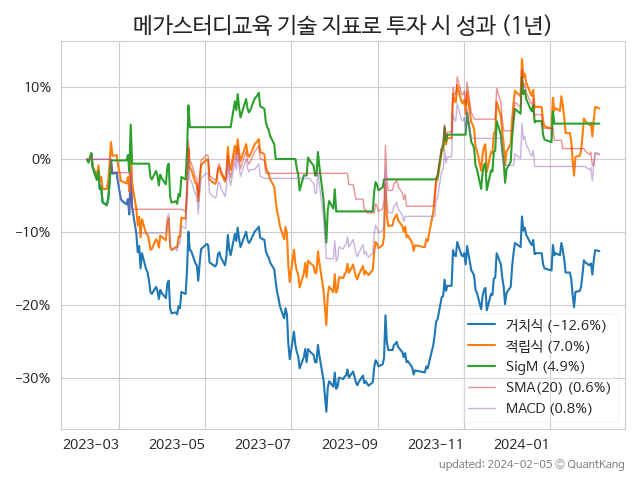 메가스터디교육 기술 지표로 투자 시 성과 (1년)
10%
0%
−10%
−20%
−30%
거치식 (−12.6%)
적립식 (7.0%)
SigM (4.9%)
SMA(20) (0.6%)
MACD (0.8%)
2023-03 2023-05 2023-07 2023-09 2023-11 2024-01
updated: 2024-02-05 © QuantKang